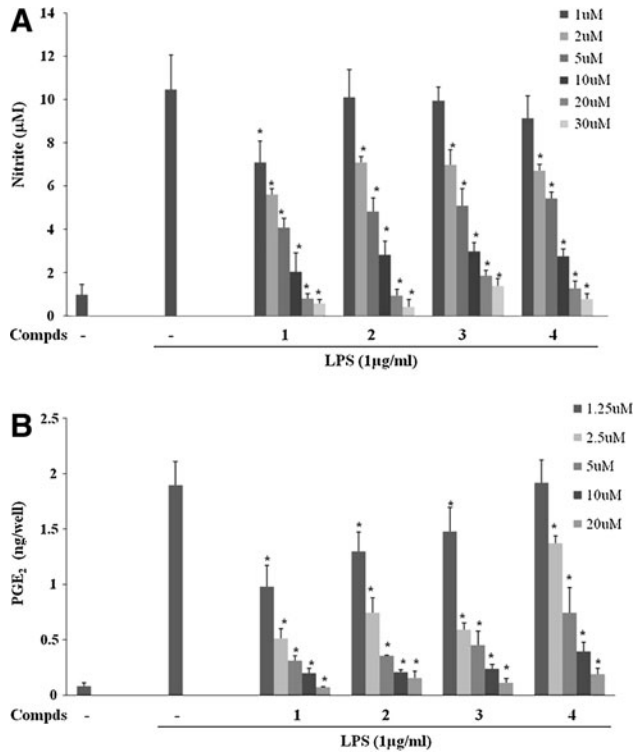 A
14
12
10
8
6
4
2
0
Nitrite (μM)
1uM
2uM
5uM
10uM
20uM
30uM
* * * * * * * * * * * * * * * * * * * * *
Compds - - 1 2 3 4
LPS (1μg/ml)
B
2.5
2
1.5
1
0.5
0
PGE₂ (ng/well)
1.25uM
2.5uM
5uM
10uM
20uM
* * * * * * * * * * * * * * * * * * *
Compds - - 1 2 3 4
LPS (1μg/ml)